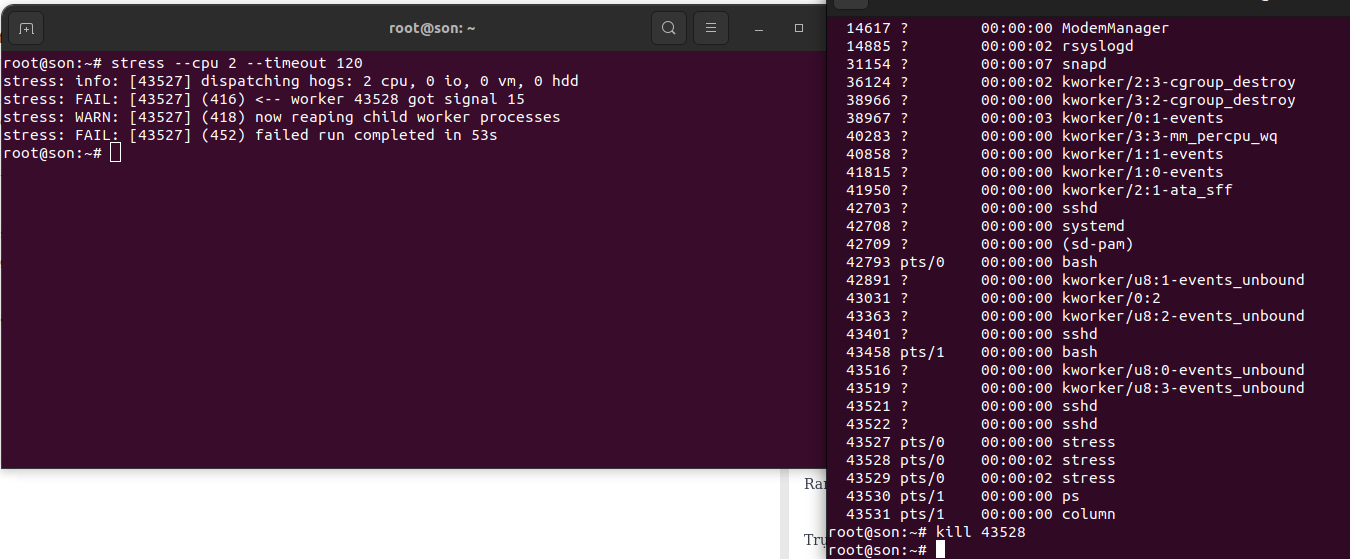 root@son: ~
root@son:~# stress --cpu 2 --timeout 120
stress: info: [43527] dispatching hogs: 2 cpu, 0 io, 0 vm, 0 hdd
stress: FAIL: [43527] (416) <-- worker 43528 got signal 15
stress: WARN: [43527] (418) now reaping child worker processes
stress: FAIL: [43527] (452) failed run completed in 53s
root@son:~#
14617 ? 00:00:00 ModemManager
14885 ? 00:00:02 rsyslogd
31154 ? 00:00:07 snapd
36124 ? 00:00:02 kworker/2:3-cgroup_destroy
38966 ? 00:00:00 kworker/3:2-cgroup_destroy
38967 ? 00:00:03 kworker/0:1-events
40283 ? 00:00:00 kworker/3:3-mm_percpu_wq
40858 ? 00:00:00 kworker/1:1-events
41815 ? 00:00:00 kworker/1:0-events
41950 ? 00:00:00 kworker/2:1-ata_sff
42703 ? 00:00:00 sshd
42708 ? 00:00:00 systemd
42709 ? 00:00:00 (sd-pam)
42793 pts/0 00:00:00 bash
42891 ? 00:00:00 kworker/u8:1-events_unbound
43031 ? 00:00:00 kworker/0:2
43363 ? 00:00:00 kworker/u8:2-events_unbound
43401 ? 00:00:00 sshd
43458 pts/1 00:00:00 bash
43516 ? 00:00:00 kworker/u8:0-events_unbound
43519 ? 00:00:00 kworker/u8:3-events_unbound
43521 ? 00:00:00 sshd
43522 ? 00:00:00 sshd
43527 pts/0 00:00:00 stress
43528 pts/0 00:00:02 stress
43529 pts/0 00:00:02 stress
43530 pts/1 00:00:00 ps
43531 pts/1 00:00:00 column
root@son:~# kill 43528
root@son:~#